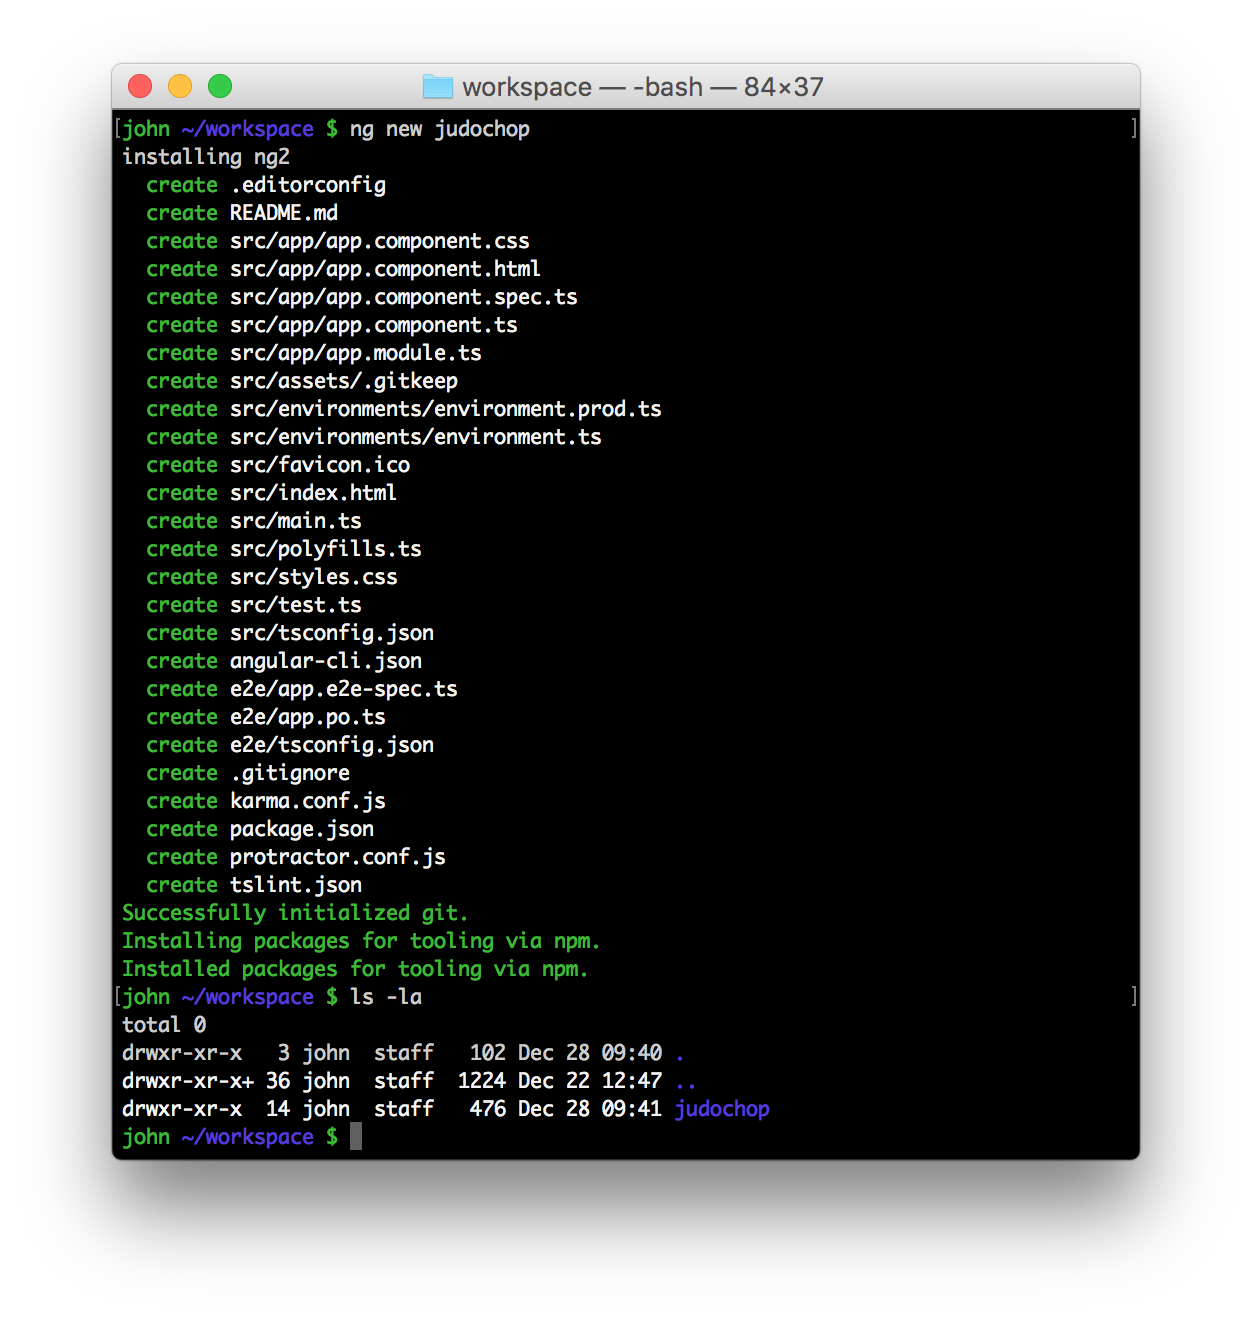 workspace — -bash — 84×37
[john ~/workspace $ ng new judochop ]
installing ng2
  create .editorconfig
  create README.md
  create src/app/app.component.css
  create src/app/app.component.html
  create src/app/app.component.spec.ts
  create src/app/app.component.ts
  create src/app/app.module.ts
  create src/assets/.gitkeep
  create src/environments/environment.prod.ts
  create src/environments/environment.ts
  create src/favicon.ico
  create src/index.html
  create src/main.ts
  create src/polyfills.ts
  create src/styles.css
  create src/test.ts
  create src/tsconfig.json
  create angular-cli.json
  create e2e/app.e2e-spec.ts
  create e2e/app.po.ts
  create e2e/tsconfig.json
  create .gitignore
  create karma.conf.js
  create package.json
  create protractor.conf.js
  create tslint.json
Successfully initialized git.
Installing packages for tooling via npm.
Installed packages for tooling via npm.
[john ~/workspace $ ls -la ]
total 0
drwxr-xr-x   3 john  staff   102 Dec 28 09:40 .
drwxr-xr-x+ 36 john  staff  1224 Dec 22 12:47 ..
drwxr-xr-x  14 john  staff   476 Dec 28 09:41 judochop
john ~/workspace $